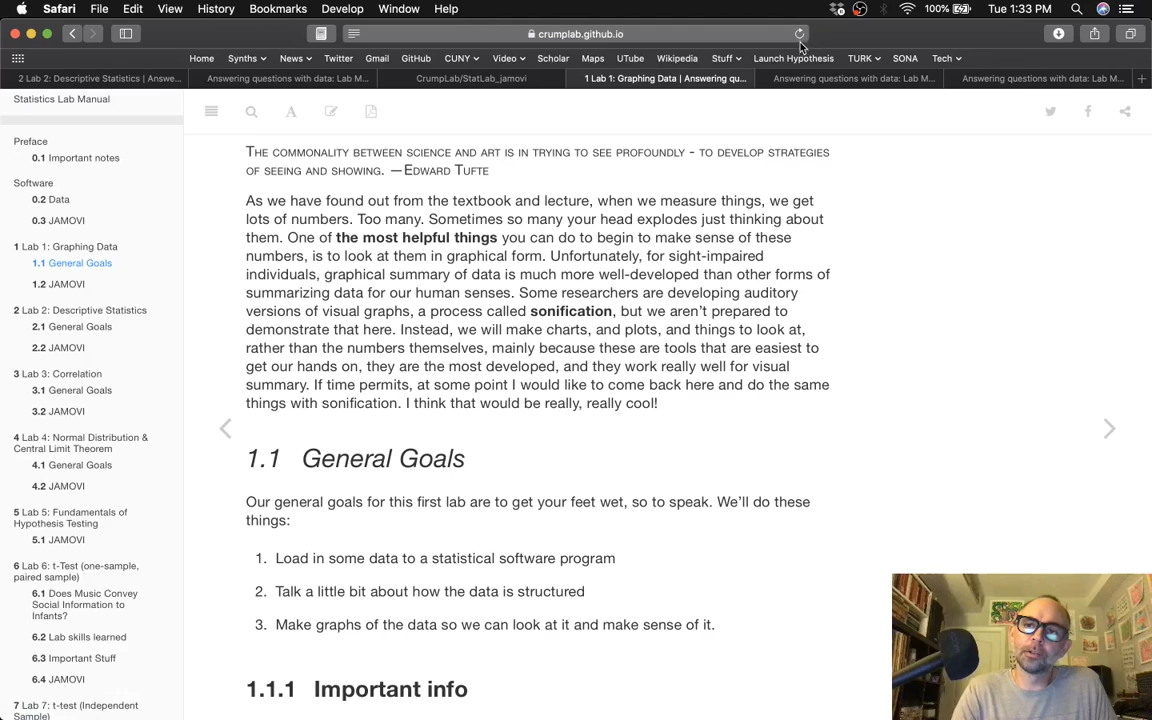 Safari File Edit View History Bookmarks Develop Window Help 100% Tue 1:33 PM
crumplab.github.io
Home Synths News Twitter Gmail GitHub CUNY Video Scholar Maps UTube Wikipedia Stuff Launch Hypothesis TURK SONA Tech
2 Lab 2: Descriptive Statistics | Answe... Answering questions with data: Lab M... CrumpLab/StatLab_jamovi 1 Lab 1: Graphing Data | Answering qu... Answering questions with data: Lab M... Answering questions with data: Lab M...
Statistics Lab Manual
Preface
0.1 Important notes
Software
0.2 Data
0.3 JAMOVI
1 Lab 1: Graphing Data
1.1 General Goals
1.2 JAMOVI
2 Lab 2: Descriptive Statistics
2.1 General Goals
2.2 JAMOVI
3 Lab 3: Correlation
3.1 General Goals
3.2 JAMOVI
4 Lab 4: Normal Distribution &
Central Limit Theorem
4.1 General Goals
4.2 JAMOVI
5 Lab 5: Fundamentals of
Hypothesis Testing
5.1 JAMOVI
6 Lab 6: t-Test (one-sample,
paired sample)
6.1 Does Music Convey
Social Information to
Infants?
6.2 Lab skills learned
6.3 Important Stuff
6.4 JAMOVI
7 Lab 7: t-test (Independent
Sample)
The commonality between science and art is in trying to see profoundly - to develop strategies
of seeing and showing. —Edward Tufte
As we have found out from the textbook and lecture, when we measure things, we get
lots of numbers. Too many. Sometimes so many your head explodes just thinking about
them. One of the most helpful things you can do to begin to make sense of these
numbers, is to look at them in graphical form. Unfortunately, for sight-impaired
individuals, graphical summary of data is much more well-developed than other forms of
summarizing data for our human senses. Some researchers are developing auditory
versions of visual graphs, a process called sonification, but we aren't prepared to
demonstrate that here. Instead, we will make charts, and plots, and things to look at,
rather than the numbers themselves, mainly because these are tools that are easiest to
get our hands on, they are the most developed, and they work really well for visual
summary. If time permits, at some point I would like to come back here and do the same
things with sonification. I think that would be really, really cool!
1.1 General Goals
Our general goals for this first lab are to get your feet wet, so to speak. We'll do these
things:
1. Load in some data to a statistical software program
2. Talk a little bit about how the data is structured
3. Make graphs of the data so we can look at it and make sense of it.
1.1.1 Important info